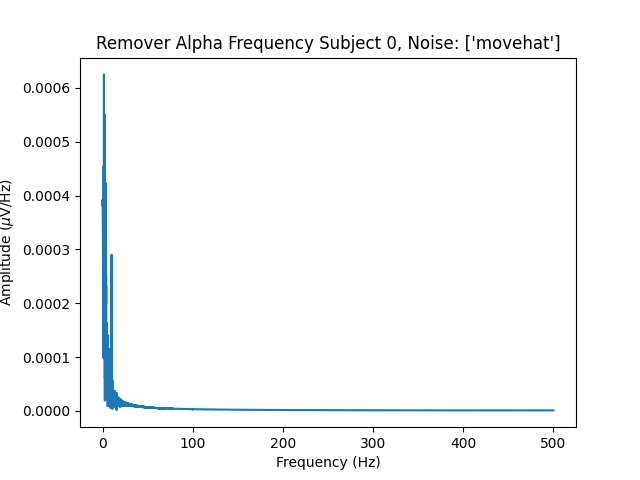 Remover Alpha Frequency Subject 0, Noise: ['movehat']
Amplitude (μV/Hz)
0.0006
0.0005
0.0004
0.0003
0.0002
0.0001
0.0000
0 100 200 300 400 500
Frequency (Hz)